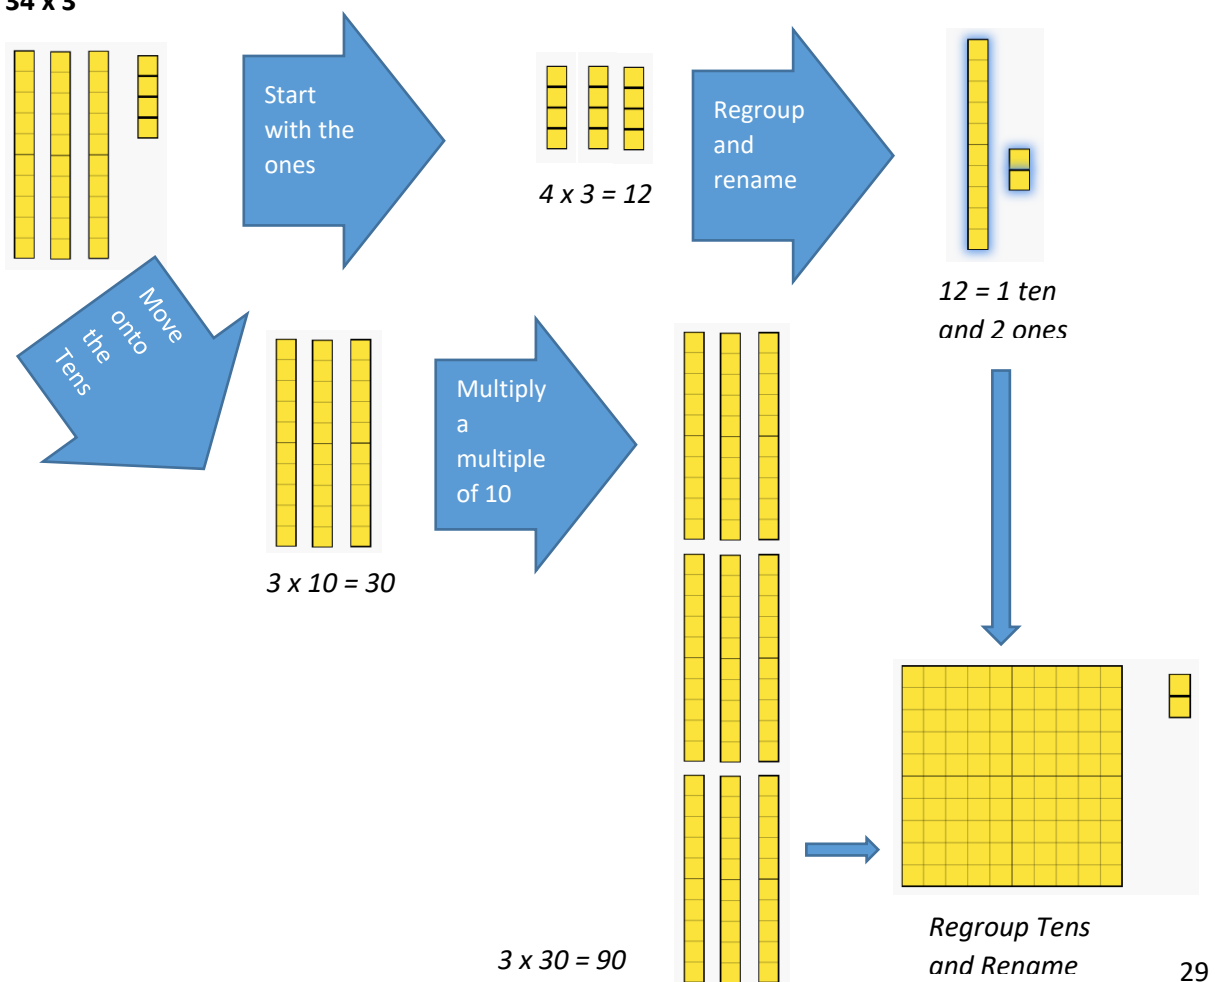 34 x 3
Start
with the
ones
4 x 3 = 12
Regroup
and
rename
12 = 1 ten
and 2 ones
Move
onto
the
Tens
3 x 10 = 30
Multiply
a
multiple
of 10
3 x 30 = 90
Regroup Tens
and Rename
29